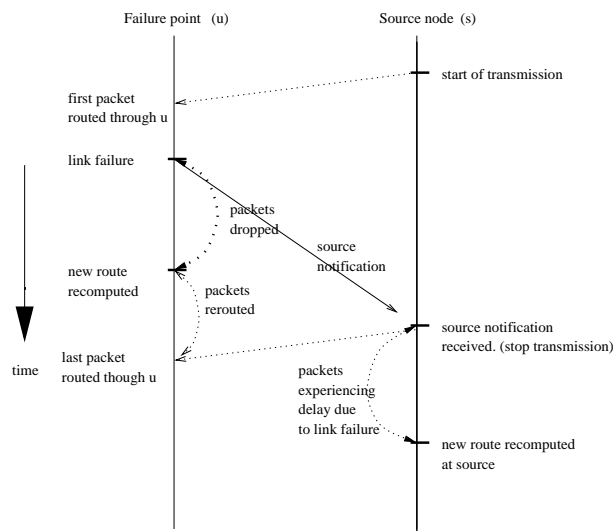 Failure point (u)
Source node (s)
start of transmission
first packet
routed through u
link failure
packets
dropped
source
notification
new route
recomputed
packets
rerouted
source notification
received. (stop transmission)
last packet
routed though u
time
packets
experiencing
delay due
to link failure
new route recomputed
at source